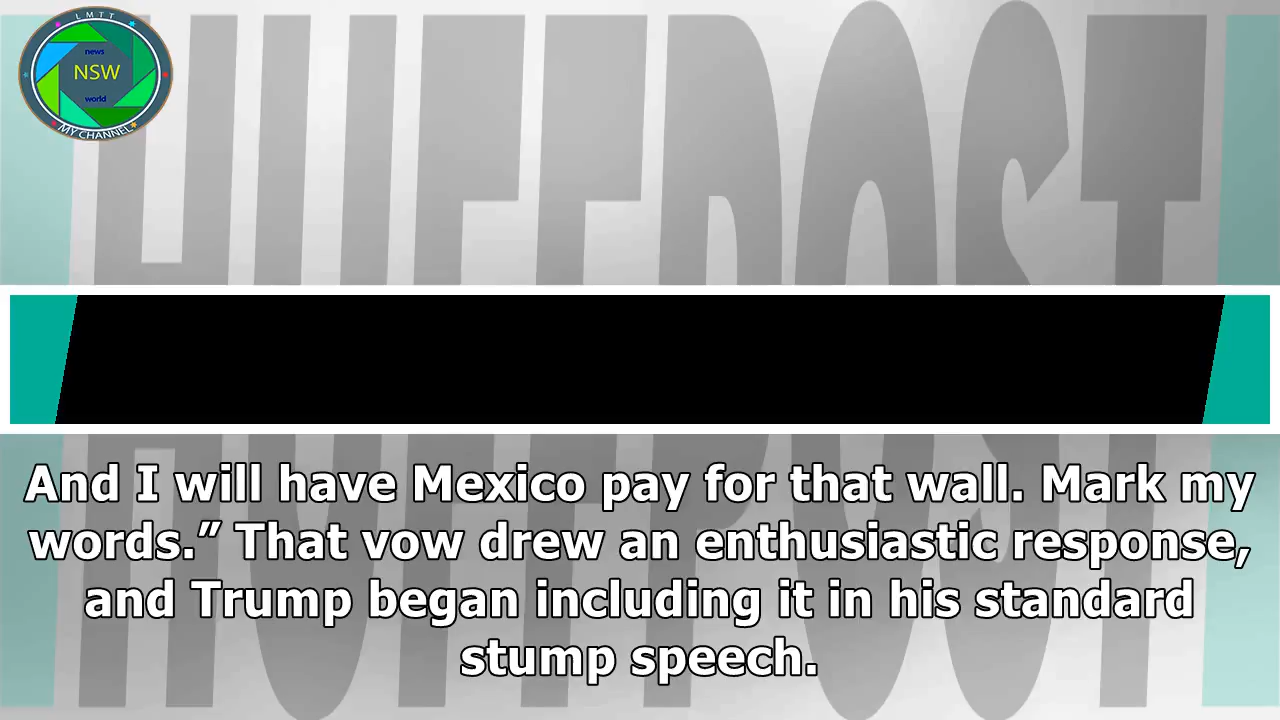 LMTT
news
NSW
world
MY CHANNEL
HUFFPOST
And I will have Mexico pay for that wall. Mark my
words.” That vow drew an enthusiastic response,
and Trump began including it in his standard
stump speech.